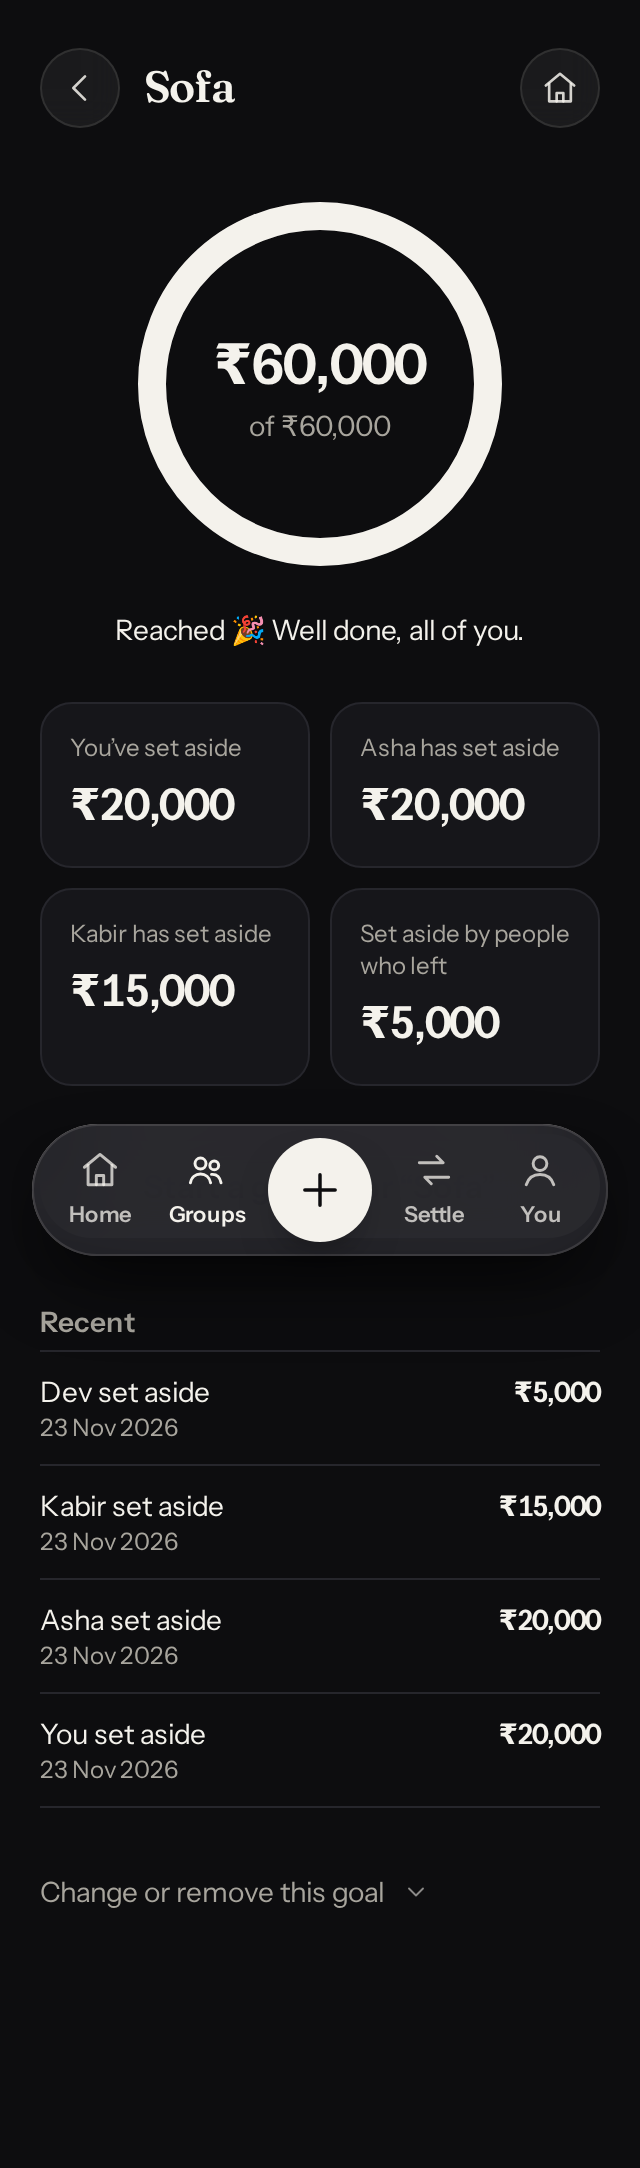 Sofa
₹60,000
of ₹60,000
Reached 🎉 Well done, all of you.
You’ve set aside
₹20,000
Asha has set aside
₹20,000
Kabir has set aside
₹15,000
Set aside by people
who left
₹5,000
Home
Groups
Settle
You
Recent
Dev set aside
₹5,000
23 Nov 2026
Kabir set aside
₹15,000
23 Nov 2026
Asha set aside
₹20,000
23 Nov 2026
You set aside
₹20,000
23 Nov 2026
Change or remove this goal